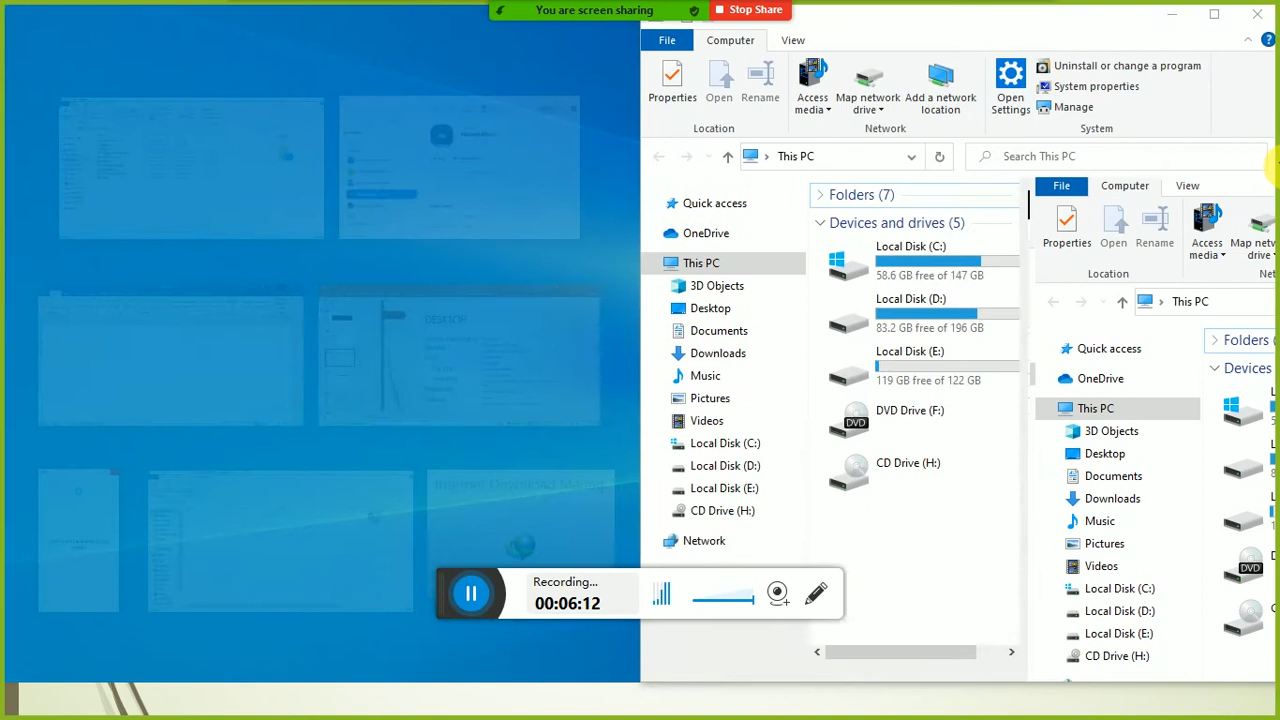 You are screen sharing
Stop Share
File
Computer
View
Properties
Open
Rename
Access media
Map network drive
Add a network location
Open Settings
Uninstall or change a program
System properties
Manage
Location
Network
System
This PC
Search This PC
Quick access
OneDrive
This PC
3D Objects
Desktop
Documents
Downloads
Music
Pictures
Videos
Local Disk (C:)
Local Disk (D:)
Local Disk (E:)
CD Drive (H:)
Network
Folders (7)
Devices and drives (5)
Local Disk (C:)
58.6 GB free of 147 GB
Local Disk (D:)
83.2 GB free of 196 GB
Local Disk (E:)
119 GB free of 122 GB
DVD Drive (F:)
DVD
CD Drive (H:)
File
Computer
View
Properties
Open
Rename
Access media
Map
drive
Location
This PC
Quick access
OneDrive
This PC
3D Objects
Desktop
Documents
Downloads
Music
Pictures
Videos
Local Disk (C:)
Local Disk (D:)
Local Disk (E:)
CD Drive (H:)
Folders
Devices
DVD
DESKTOP
Recording...
00:06:12